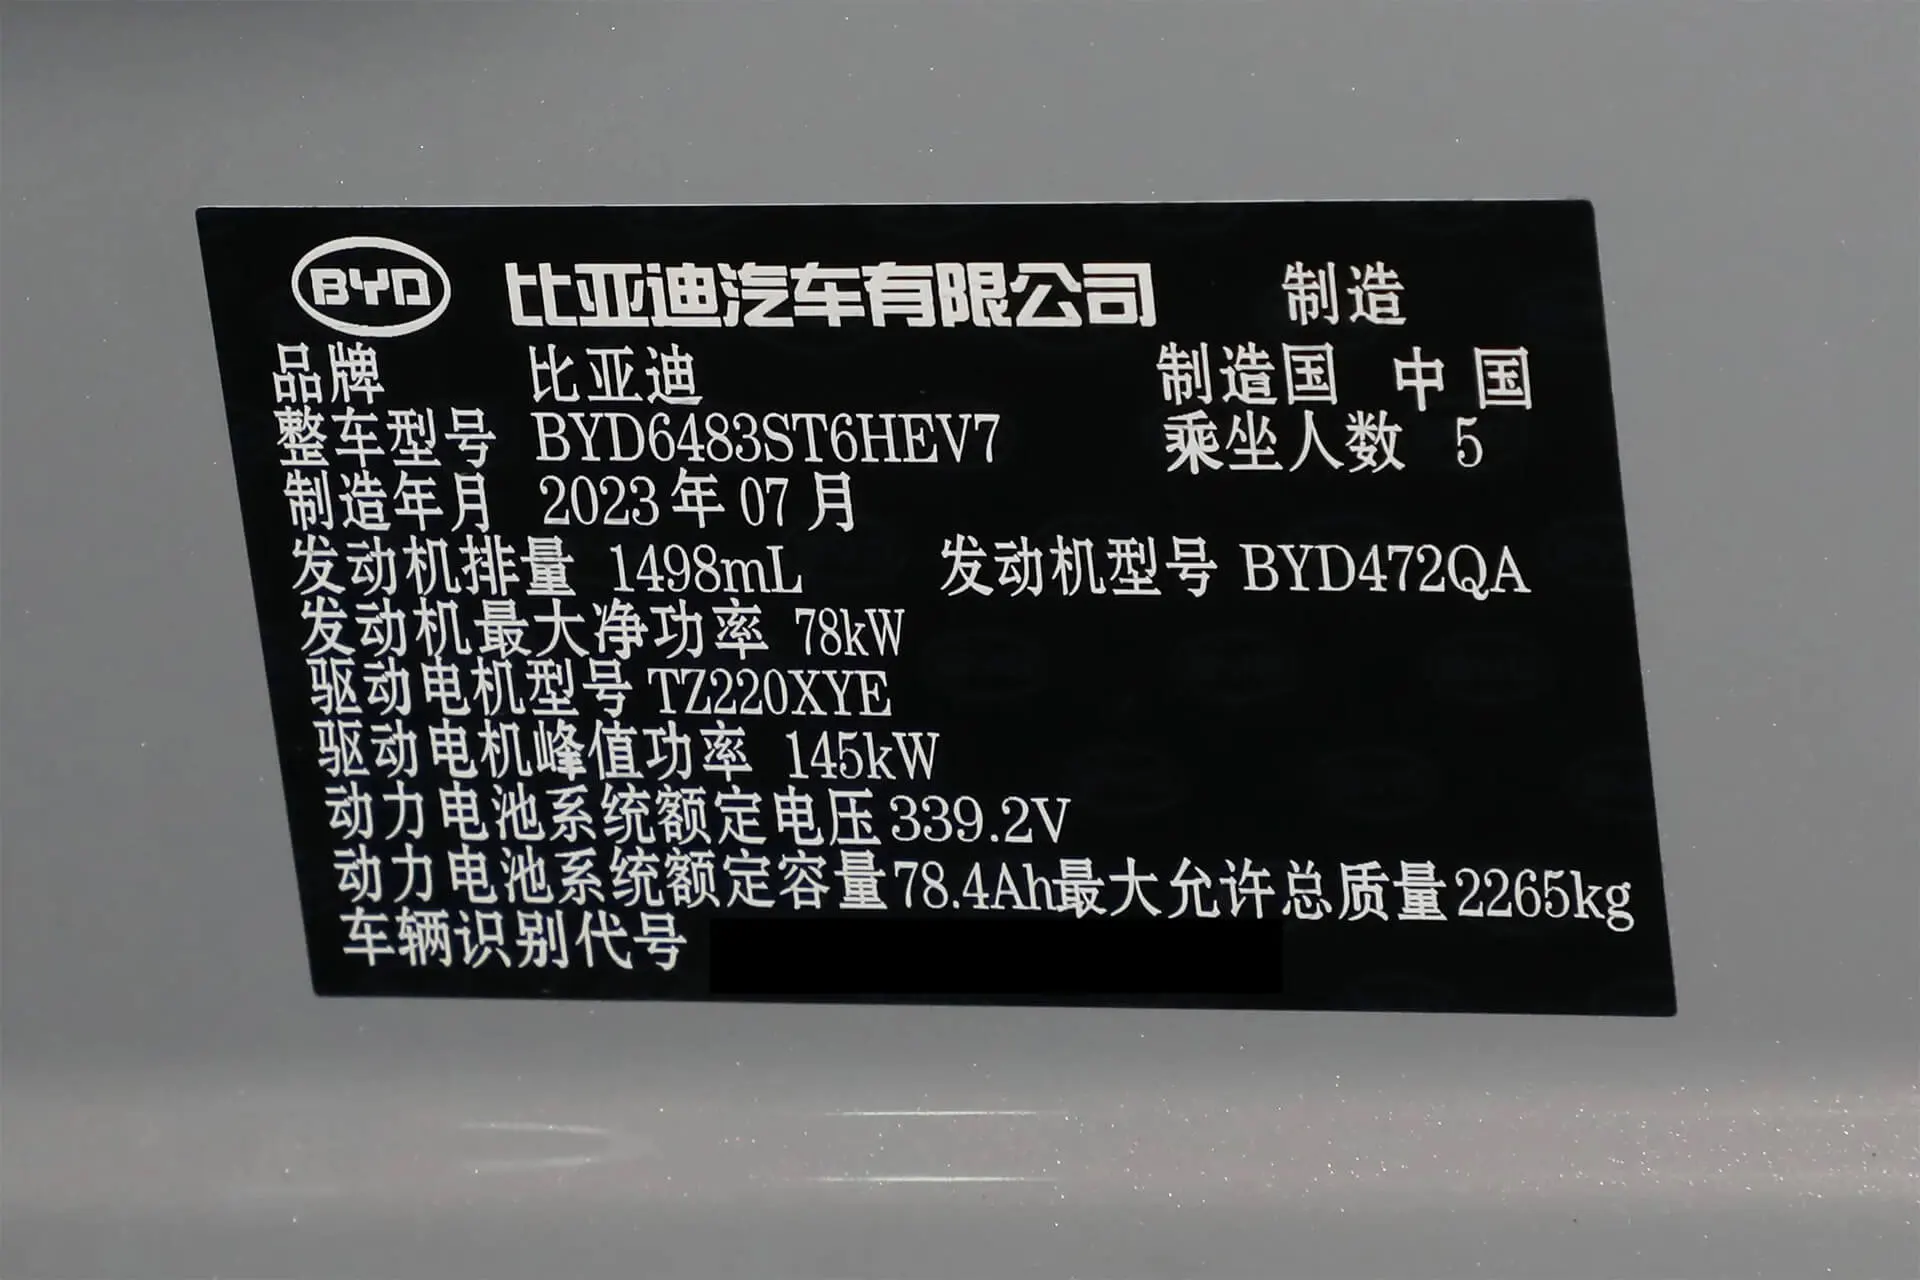 BYD 比亚迪汽车有限公司 制造
品牌 比亚迪 制造国 中国
整车型号 BYD6483ST6HEV7 乘坐人数 5
制造年月 2023年07月
发动机排量 1498mL 发动机型号 BYD472QA
发动机最大净功率 78kW
驱动电机型号 TZ220XYE
驱动电机峰值功率 145kW
动力电池系统额定电压 339.2V
动力电池系统额定容量 78.4Ah 最大允许总质量 2265kg
车辆识别代号